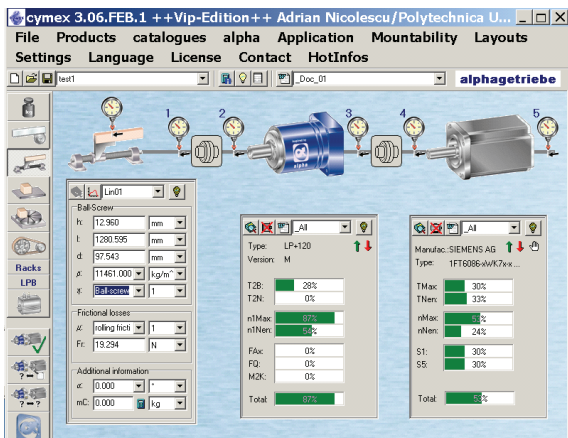 cymex 3.06.FEB.1 ++Vip-Edition++ Adrian Nicolescu/Polytechnica U...
File Products catalogues alpha Application Mountability Layouts
Settings Language License Contact HotInfos
test1 _Doc_01 alphagetriebe
1 2 3 4 5
Lin01
Ball-Screw
h: 12.960 mm
l: 1280.595 mm
d: 97.543 mm
ρ: 11461.000 kg/m^
Ball-screw 1
Frictional losses
μ: rolling fricti 1
Fr: 19.294 N
Additional information
α: 0.000 °
mC: 0.000 kg
Racks
LPB
? ?
_All
Type: LP+120
Version: M
T2B: 28%
T2N: 0%
n1Max: 87%
n1Nen: 54%
FAx: 0%
FQ: 0%
M2K: 0%
Total: 87%
_All
Manufac.: SIEMENS AG
Type: 1FT6086-xWK7x-x ...
TMax: 30%
TNen: 33%
nMax: 53%
nNen: 24%
S1: 30%
S5: 30%
Total: 53%